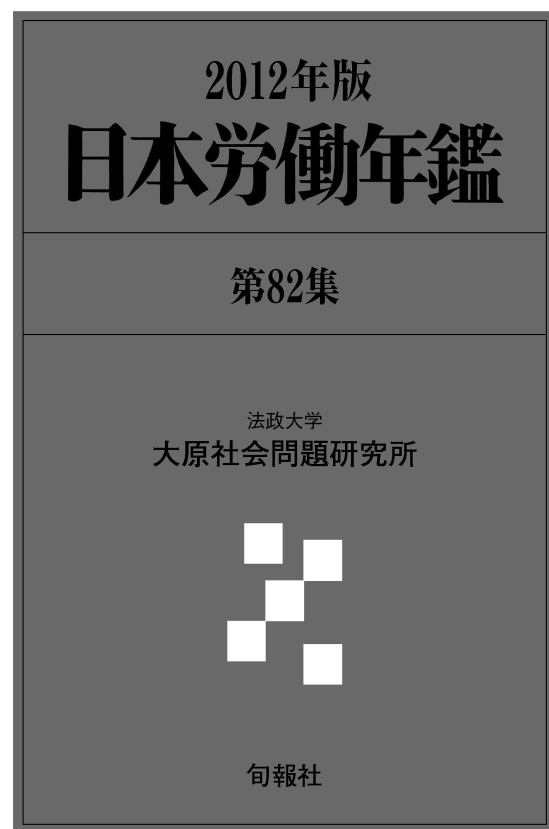 2012年版
日本労働年鑑
第82集
法政大学
大原社会問題研究所
旬報社